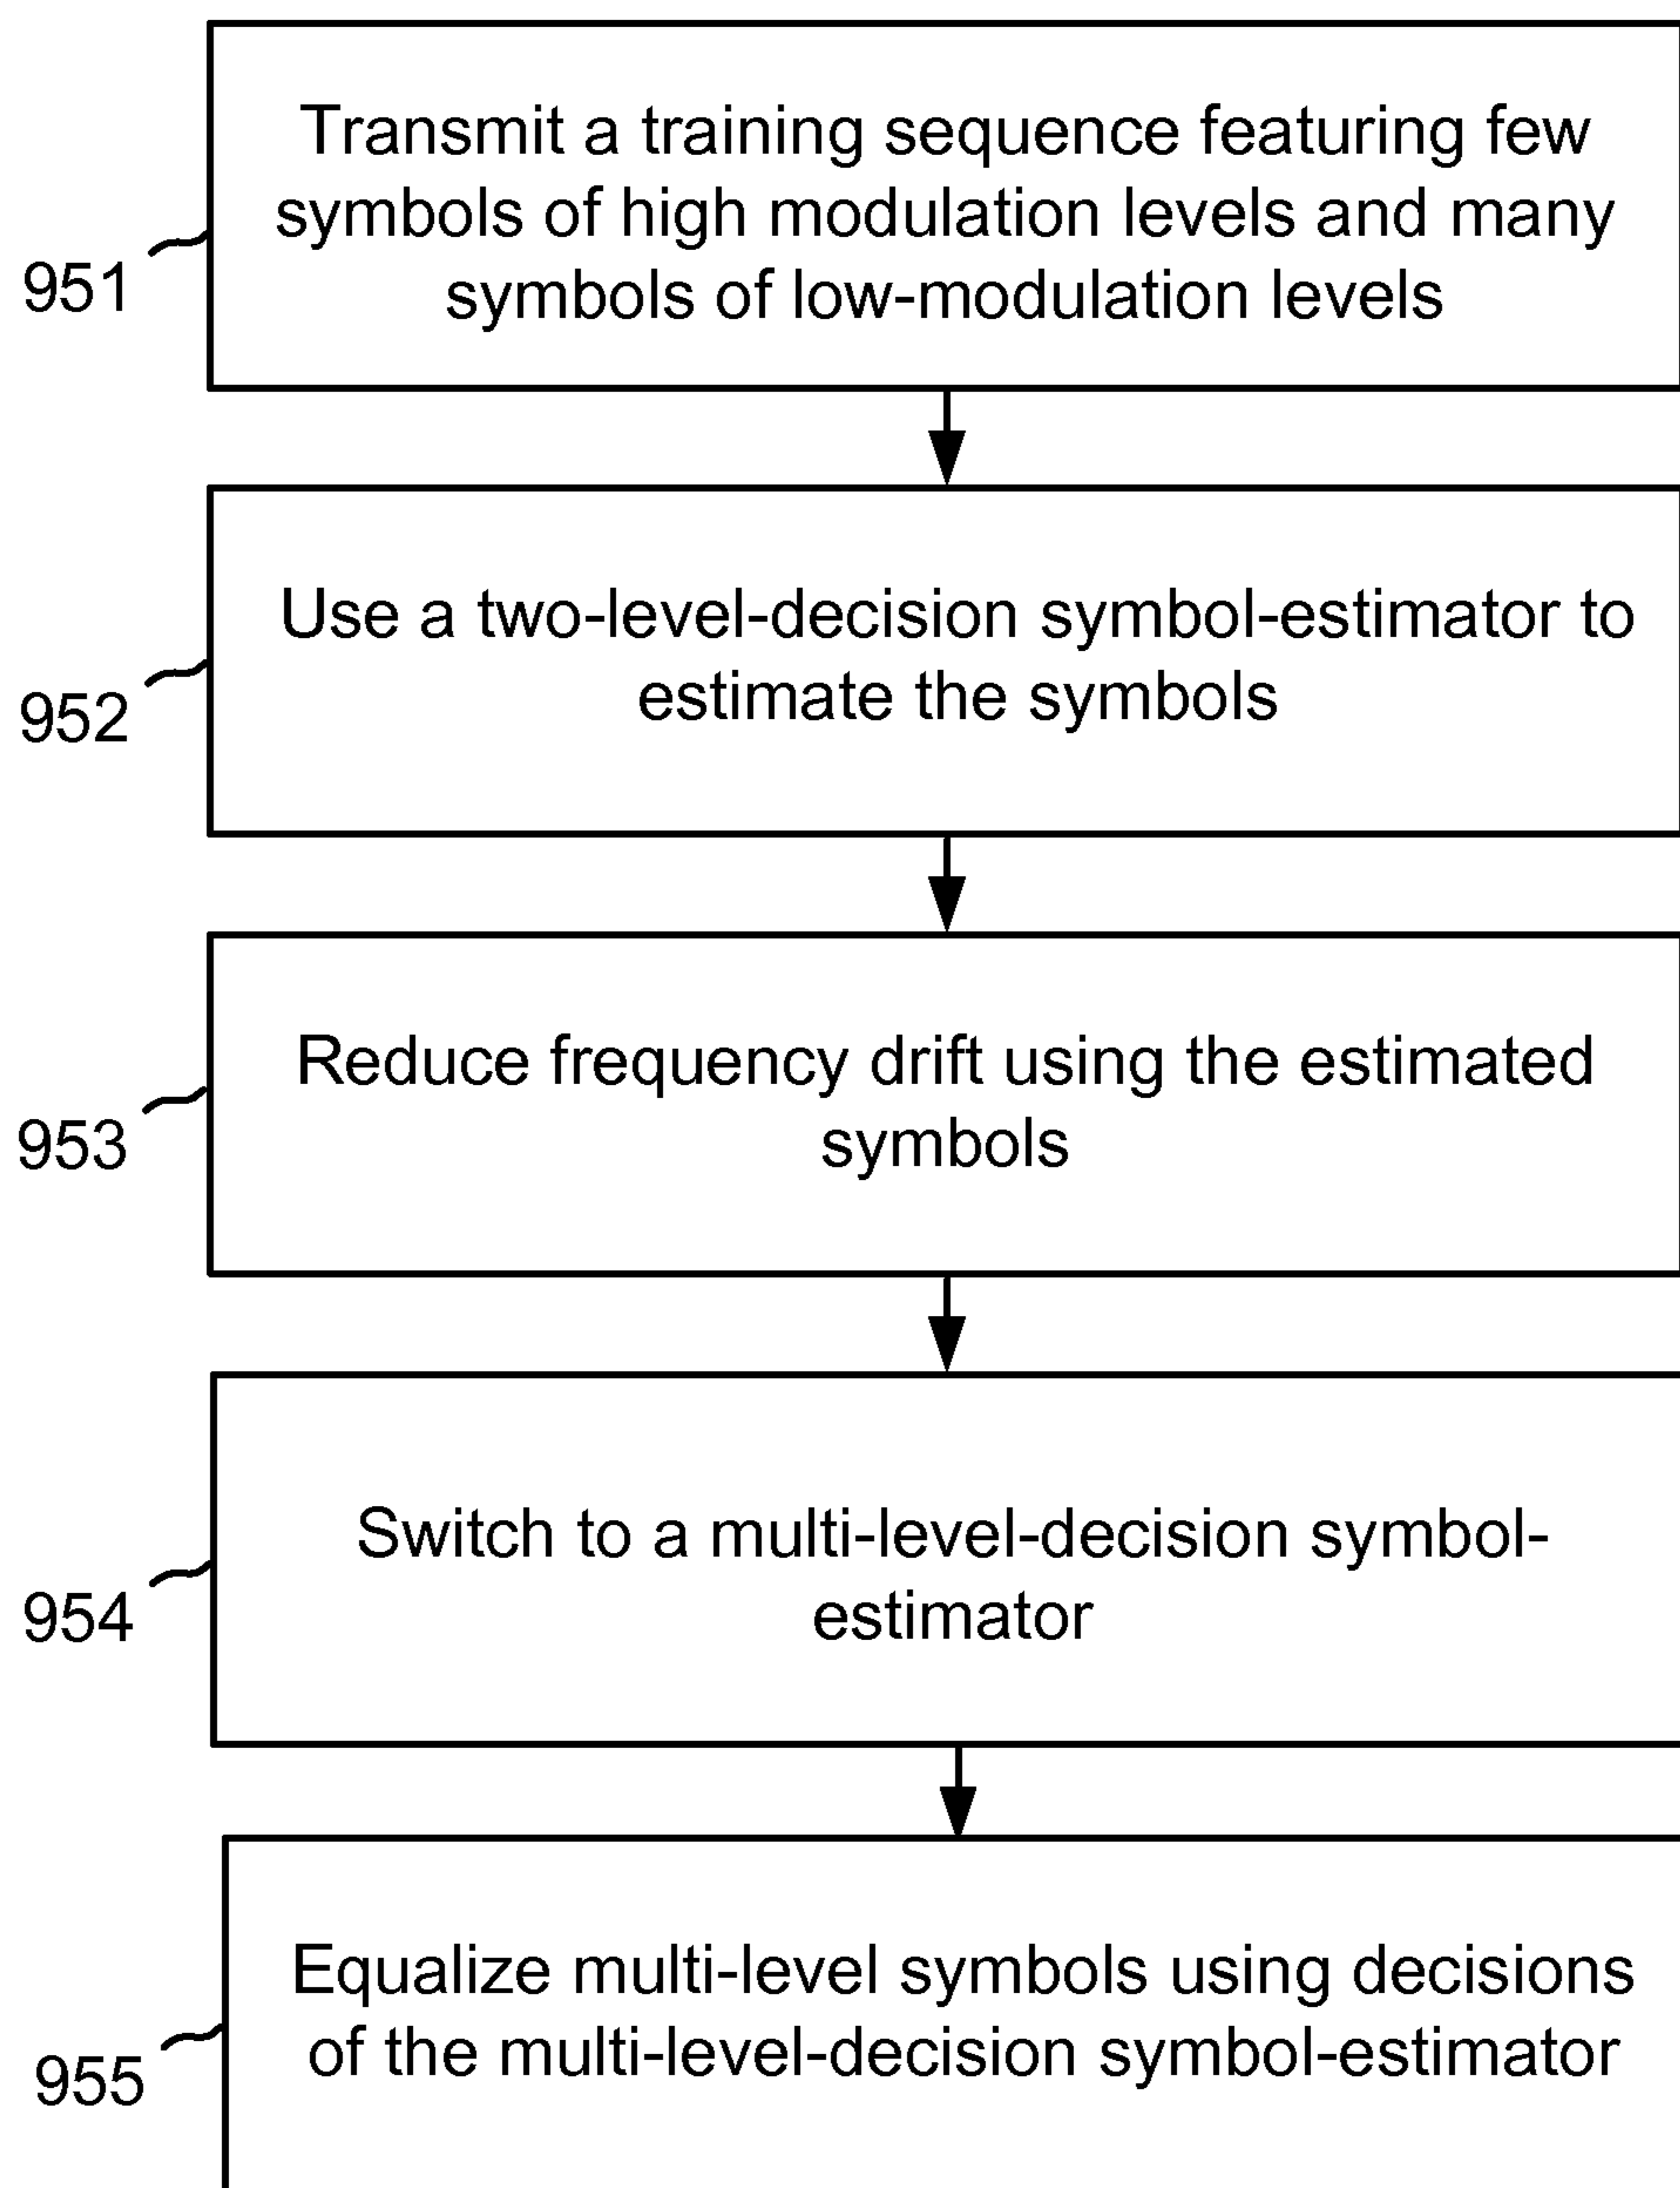 Transmit a training sequence featuring few
symbols of high modulation levels and many
symbols of low-modulation levels
951
Use a two-level-decision symbol-estimator to
estimate the symbols
952
Reduce frequency drift using the estimated
symbols
953
Switch to a multi-level-decision symbol-
estimator
954
Equalize multi-level symbols using decisions
of the multi-level-decision symbol-estimator
955